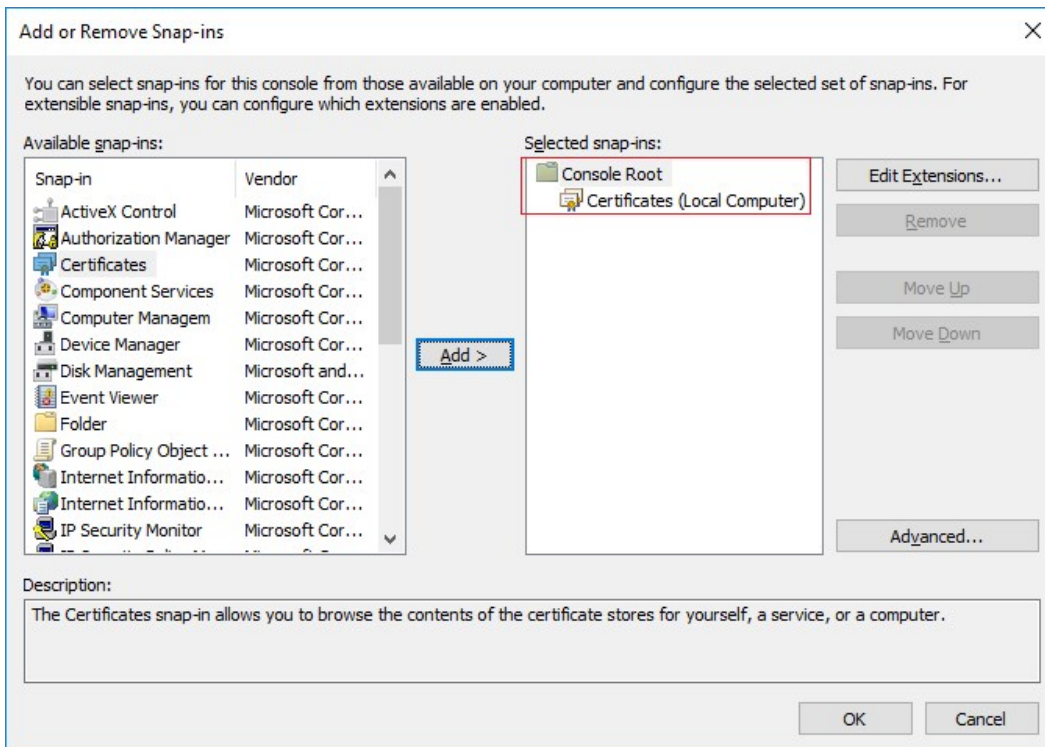 Add or Remove Snap-ins
You can select snap-ins for this console from those available on your computer and configure the selected set of snap-ins. For
extensible snap-ins, you can configure which extensions are enabled.
Available snap-ins:
Snap-in Vendor
ActiveX Control Microsoft Cor...
Authorization Manager Microsoft Cor...
Certificates Microsoft Cor...
Component Services Microsoft Cor...
Computer Managem Microsoft Cor...
Device Manager Microsoft Cor...
Disk Management Microsoft and...
Event Viewer Microsoft Cor...
Folder Microsoft Cor...
Group Policy Object ... Microsoft Cor...
Internet Informatio... Microsoft Cor...
Internet Informatio... Microsoft Cor...
IP Security Monitor Microsoft Cor...
Add >
Selected snap-ins:
Console Root
Certificates (Local Computer)
Edit Extensions...
Remove
Move Up
Move Down
Advanced...
Description:
The Certificates snap-in allows you to browse the contents of the certificate stores for yourself, a service, or a computer.
OK
Cancel